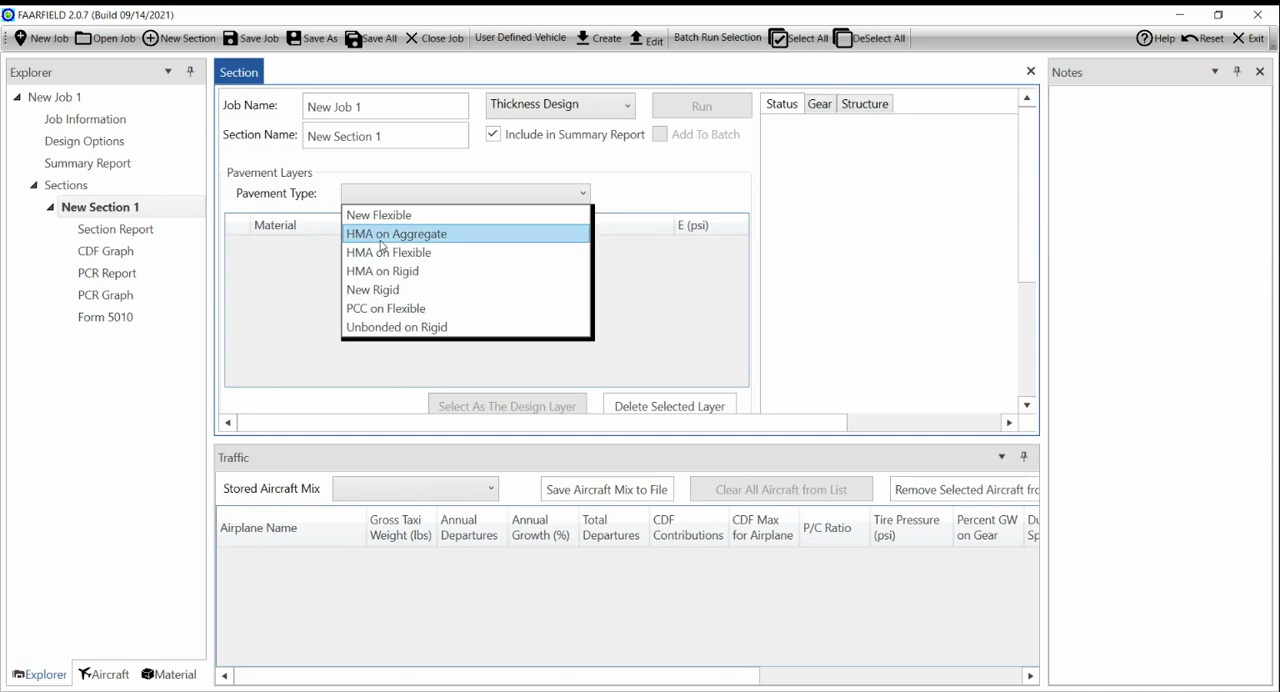 FAARFIELD 2.0.7 (Build 09/14/2021)
New Job Open Job New Section Save Job Save As Save All Close Job User Defined Vehicle Create Edit Batch Run Selection Select All DeSelect All Help Reset Exit
Explorer
New Job 1
Job Information
Design Options
Summary Report
Sections
New Section 1
Section Report
CDF Graph
PCR Report
PCR Graph
Form 5010
Explorer Aircraft Material
Section
Job Name: New Job 1 Thickness Design Run
Section Name: New Section 1 Include in Summary Report Add To Batch
Pavement Layers
Pavement Type:
Material E (psi)
New Flexible
HMA on Aggregate
HMA on Flexible
HMA on Rigid
New Rigid
PCC on Flexible
Unbonded on Rigid
Select As The Design Layer Delete Selected Layer
Status Gear Structure
Traffic
Stored Aircraft Mix Save Aircraft Mix to File Clear All Aircraft from List Remove Selected Aircraft fro
Airplane Name
Gross Taxi
Weight (lbs)
Annual
Departures
Annual
Growth (%)
Total
Departures
CDF
Contributions
CDF Max
for Airplane
P/C Ratio
Tire Pressure
(psi)
Percent GW
on Gear
Du
Sp
Notes